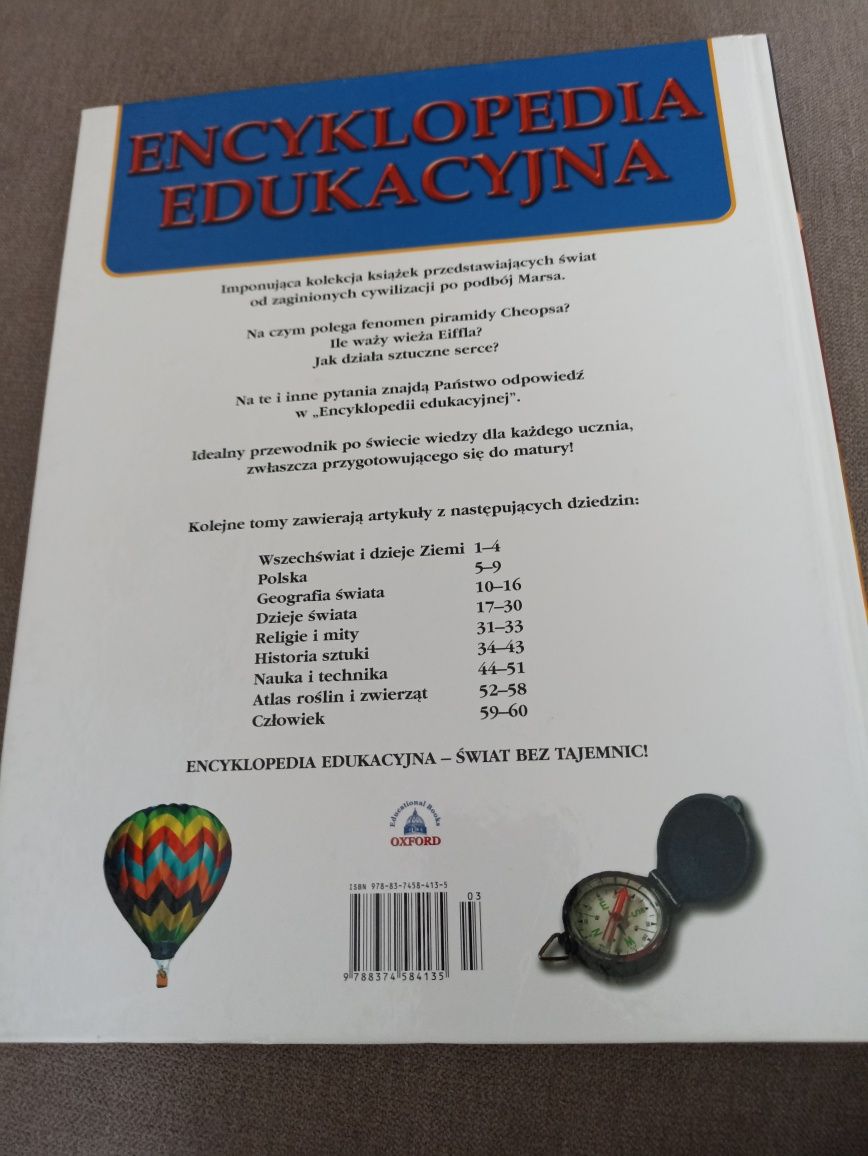 ENCYKLOPEDIA
EDUKACYJNA
Imponująca kolekcja książek przedstawiających świat
od zaginionych cywilizacji po podbój Marsa.
Na czym polega fenomen piramidy Cheopsa?
Ile waży wieża Eiffla?
Jak działa sztuczne serce?
Na te i inne pytania znajdą Państwo odpowiedź
w „Encyklopedii edukacyjnej”.
Idealny przewodnik po świecie wiedzy dla każdego ucznia,
zwłaszcza przygotowującego się do matury!
Kolejne tomy zawierają artykuły z następujących dziedzin:
Wszechświat i dzieje Ziemi 1–4
Polska 5–9
Geografia świata 10–16
Dzieje świata 17–30
Religie i mity 31–33
Historia sztuki 34–43
Nauka i technika 44–51
Atlas roślin i zwierząt 52–58
Człowiek 59–60
ENCYKLOPEDIA EDUKACYJNA – ŚWIAT BEZ TAJEMNIC!
Educational Books
OXFORD
ISBN 978-83-7458-413-5
03
9 788374 584135